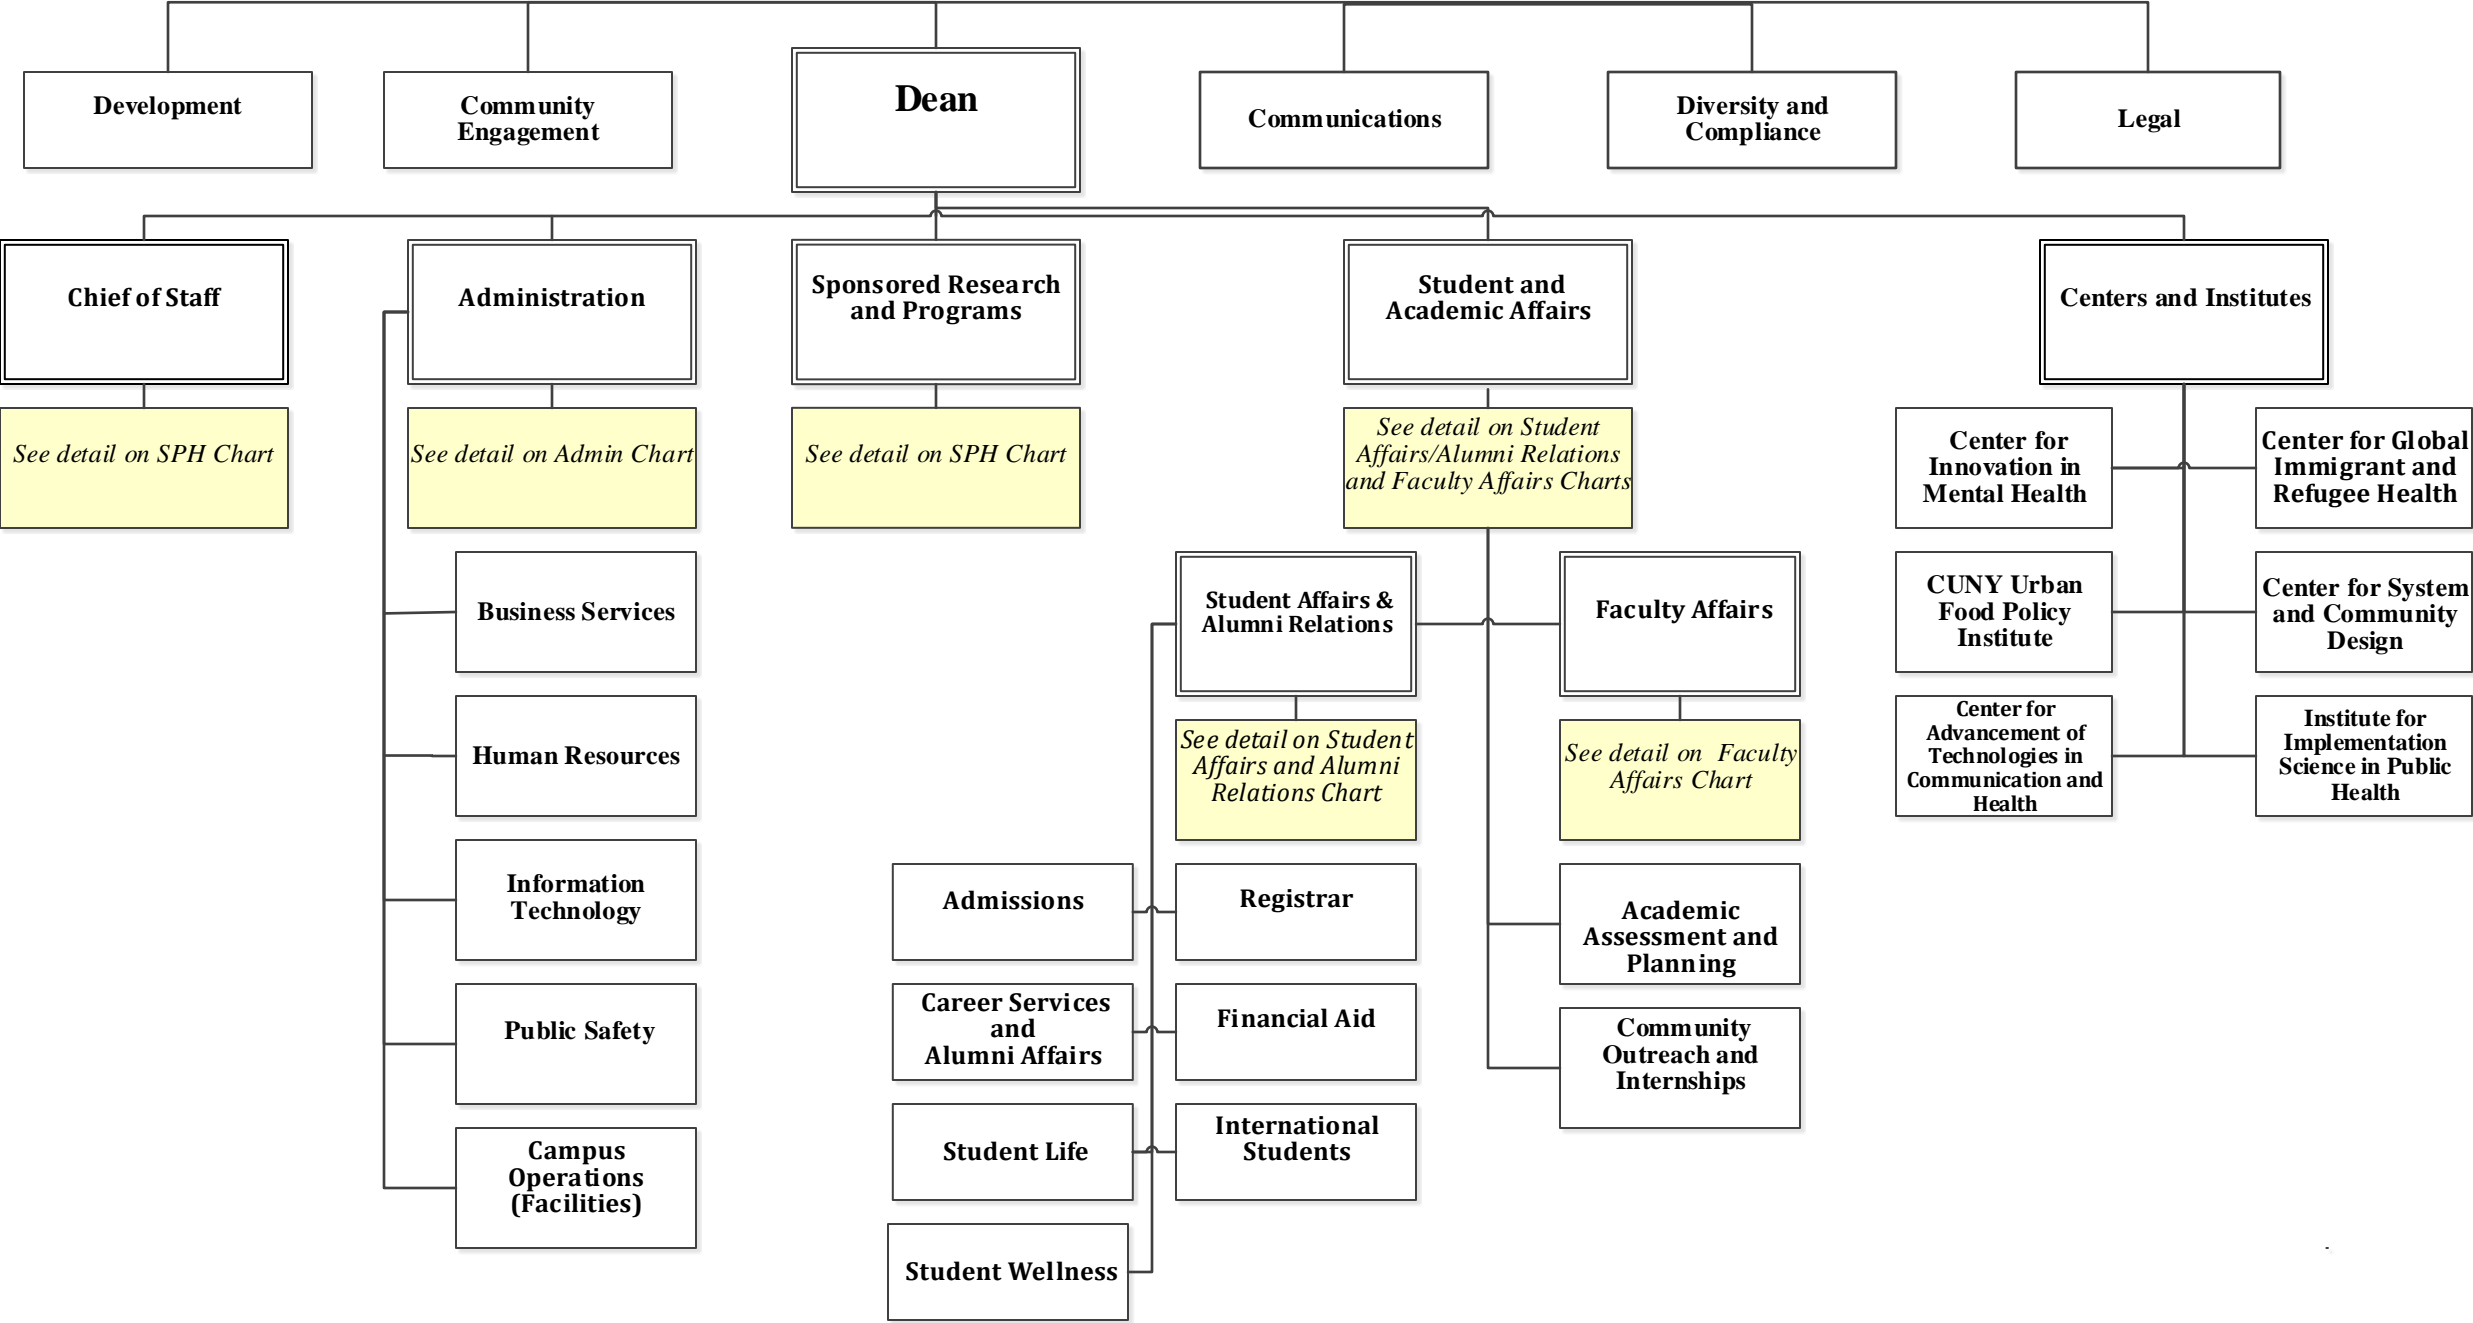 Development
Community
Engagement
Dean
Communications
Diversity and
Compliance
Legal
Chief of Staff
Administration
Sponsored Research
and Programs
Student and
Academic Affairs
Centers and Institutes
See detail on SPH Chart
See detail on Admin Chart
See detail on SPH Chart
See detail on Student
Affairs/Alumni Relations
and Faculty Affairs Charts
Center for
Innovation in
Mental Health
Center for Global
Immigrant and
Refugee Health
Business Services
Student Affairs &
Alumni Relations
Faculty Affairs
CUNY Urban
Food Policy
Institute
Center for System
and Community
Design
Human Resources
See detail on Student
Affairs and Alumni
Relations Chart
See detail on Faculty
Affairs Chart
Center for
Advancement of
Technologies in
Communication and
Health
Institute for
Implementation
Science in Public
Health
Information
Technology
Admissions
Registrar
Academic
Assessment and
Planning
Public Safety
Career Services
and
Alumni Affairs
Financial Aid
Community
Outreach and
Internships
Campus
Operations
(Facilities)
Student Life
International
Students
Student Wellness
-